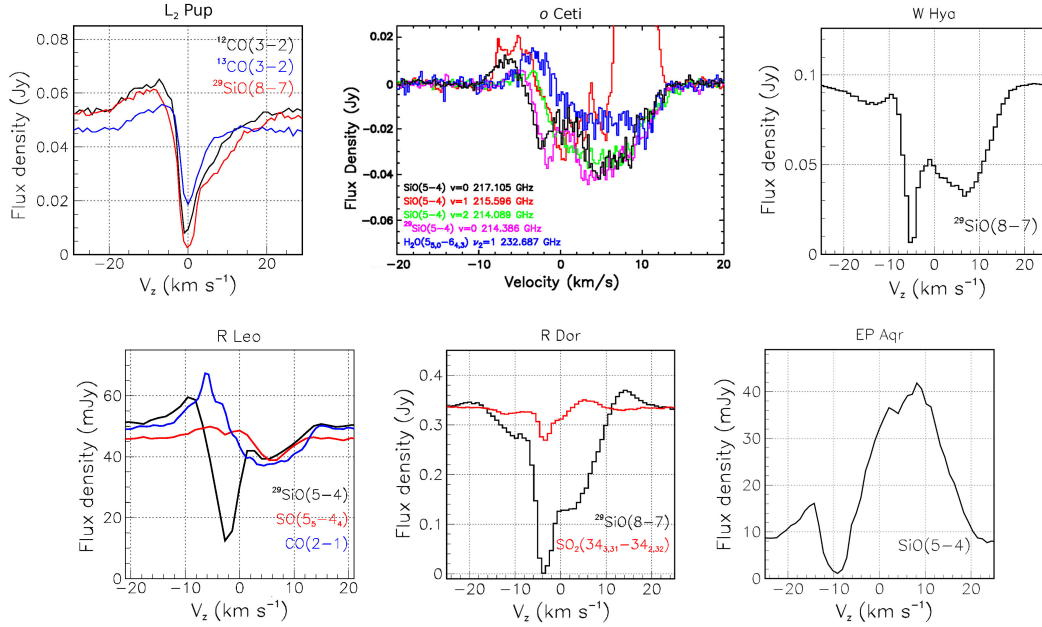 L₂ Pup
Flux density (Jy)
0.08
0.06
0.04
0.02
0
¹²CO(3−2)
¹³CO(3−2)
²⁹SiO(8−7)
−20
0
20
V_z (km s⁻¹)
o Ceti
Flux Density (Jy)
0.02
0
−0.02
−0.04
−0.06
SiO(5−4) v=0 217.105 GHz
SiO(5−4) v=1 215.596 GHz
SiO(5−4) v=2 214.089 GHz
²⁹SiO(5−4) v=0 214.386 GHz
H₂O(5₅,₀−6₄,₃) ν₂=1 232.687 GHz
−20
−10
0
10
20
Velocity (km/s)
W Hya
Flux density (Jy)
0.1
0.05
0
²⁹SiO(8−7)
−20
−10
0
10
20
V_z (km s⁻¹)
R Leo
Flux density (mJy)
60
40
20
0
²⁹SiO(5−4)
SO(5₅−4₄)
CO(2−1)
−20
−10
0
10
20
V_z (km s⁻¹)
R Dor
Flux density (Jy)
0.4
0.3
0.2
0.1
0
²⁹SiO(8−7)
SO₂(34₃,₃₁−34₂,₃₂)
−20
−10
0
10
20
V_z (km s⁻¹)
EP Aqr
Flux density (mJy)
40
30
20
10
0
SiO(5−4)
−20
−10
0
10
20
V_z (km s⁻¹)